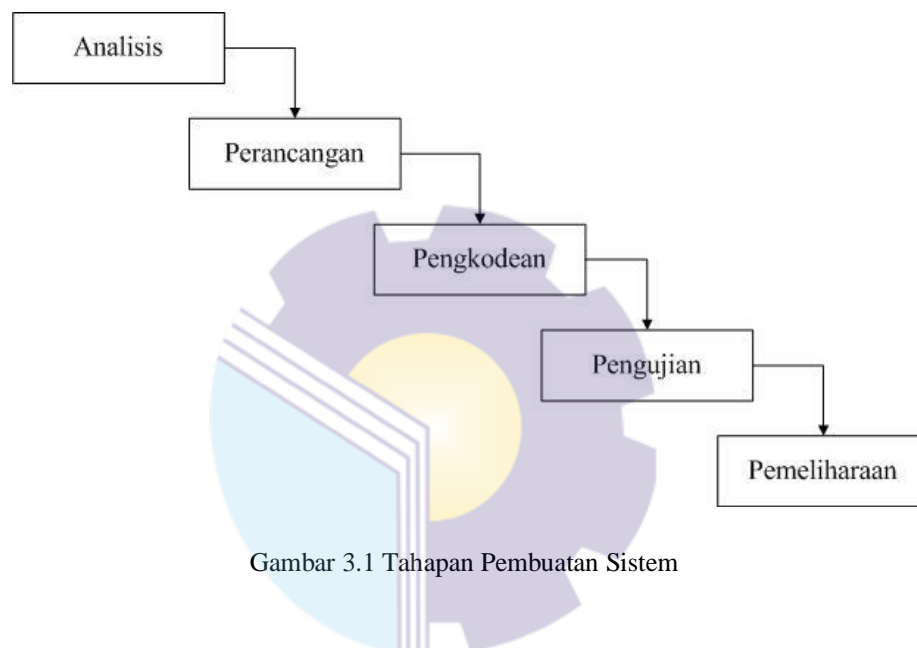 Analisis
Perancangan
Pengkodean
Pengujian
Pemeliharaan
Gambar 3.1 Tahapan Pembuatan Sistem